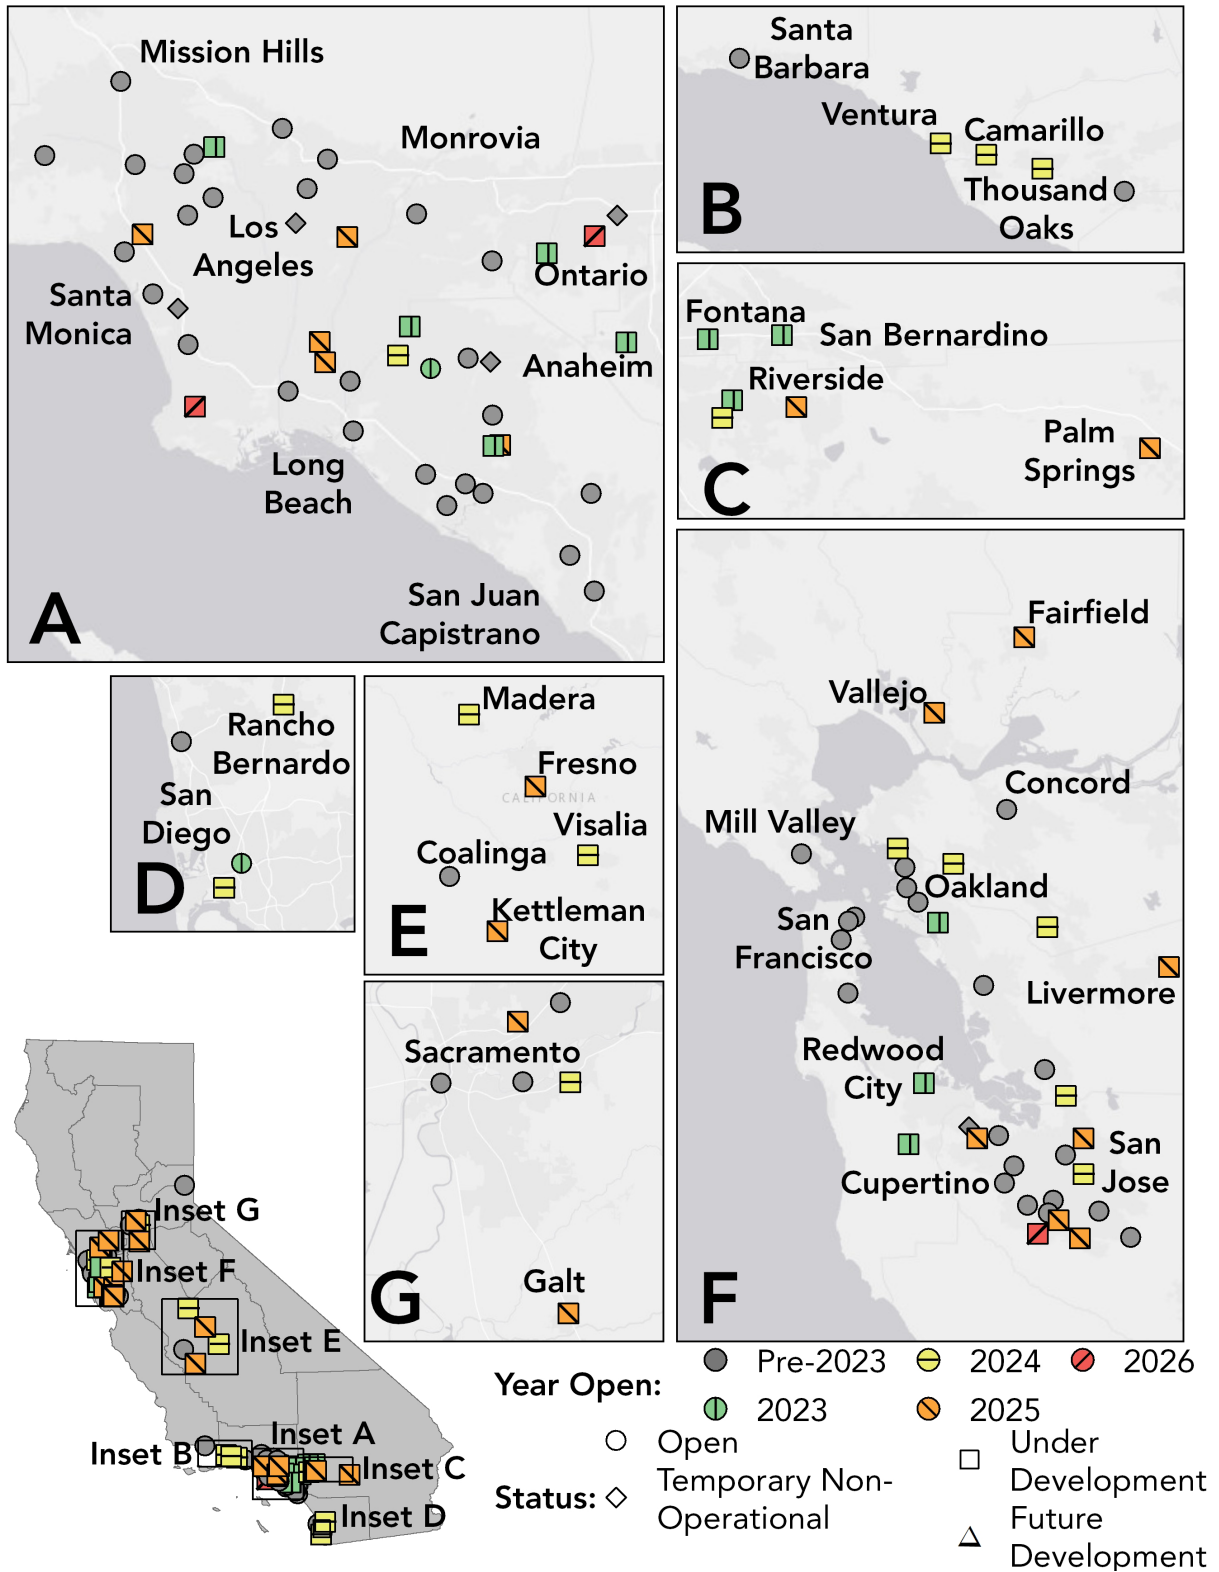 Mission Hills
Monrovia
Los
Angeles
Ontario
Santa
Monica
Anaheim
Long
Beach
San Juan
Capistrano
A
Santa
Barbara
Ventura
Camarillo
Thousand
Oaks
B
Fontana
San Bernardino
Riverside
Palm
Springs
C
Rancho
Bernardo
San
Diego
D
Madera
Fresno
CALIFORNIA
Visalia
Coalinga
Kettleman
City
E
Fairfield
Vallejo
Concord
Mill Valley
Oakland
San
Francisco
Livermore
Redwood
City
San
Jose
Cupertino
F
Sacramento
Galt
G
Inset G
Inset F
Inset E
Inset A
Inset B
Inset C
Inset D
Year Open:
Pre-2023
2024
2026
2023
2025
Status:
Open
Temporary Non-
Operational
Under
Development
Future
Development